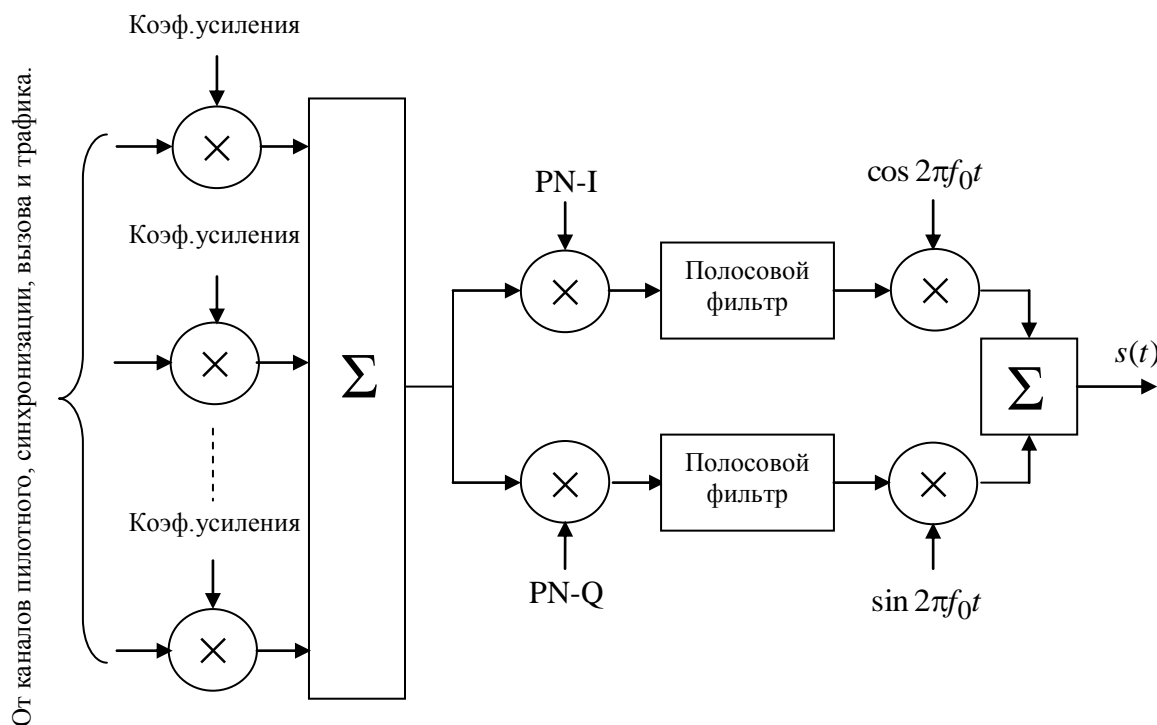 От каналов пилотного, синхронизации, вызова и трафика.
Коэф.усиления
×
Коэф.усиления
×
Коэф.усиления
×
Σ
PN-I
×
Полосовой
фильтр
cos 2πf₀t
×
×
PN-Q
Полосовой
фильтр
×
sin 2πf₀t
Σ
s(t)